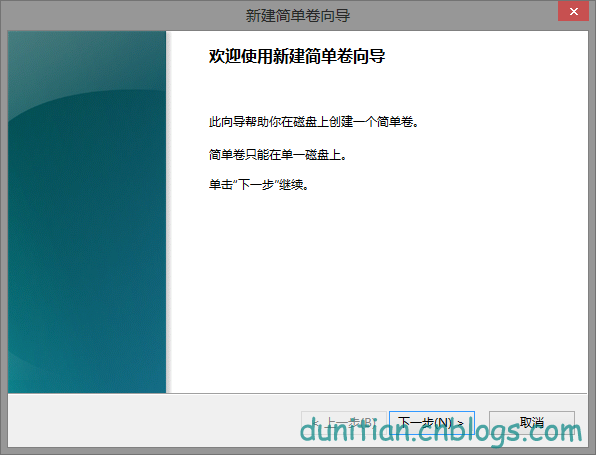 新建简单卷向导
欢迎使用新建简单卷向导
此向导帮助你在磁盘上创建一个简单卷。
简单卷只能在单一磁盘上。
单击"下一步"继续。
< 上一步(B) 下一步(N) > 取消
dunitian.cnblogs.com